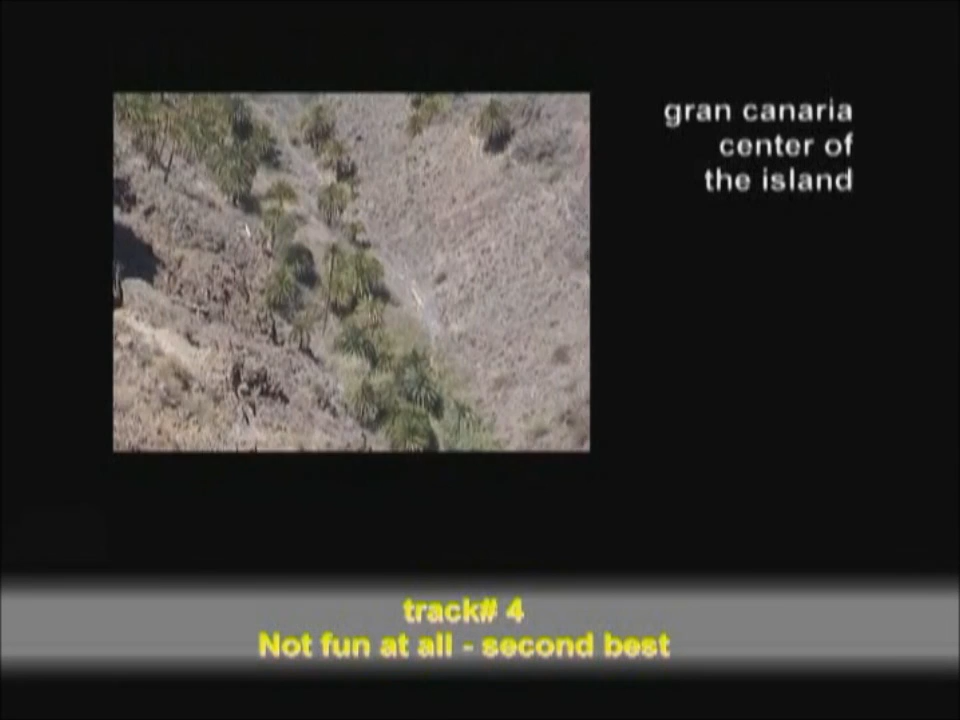 gran canaria
center of
the island
track# 4
Not fun at all - second best